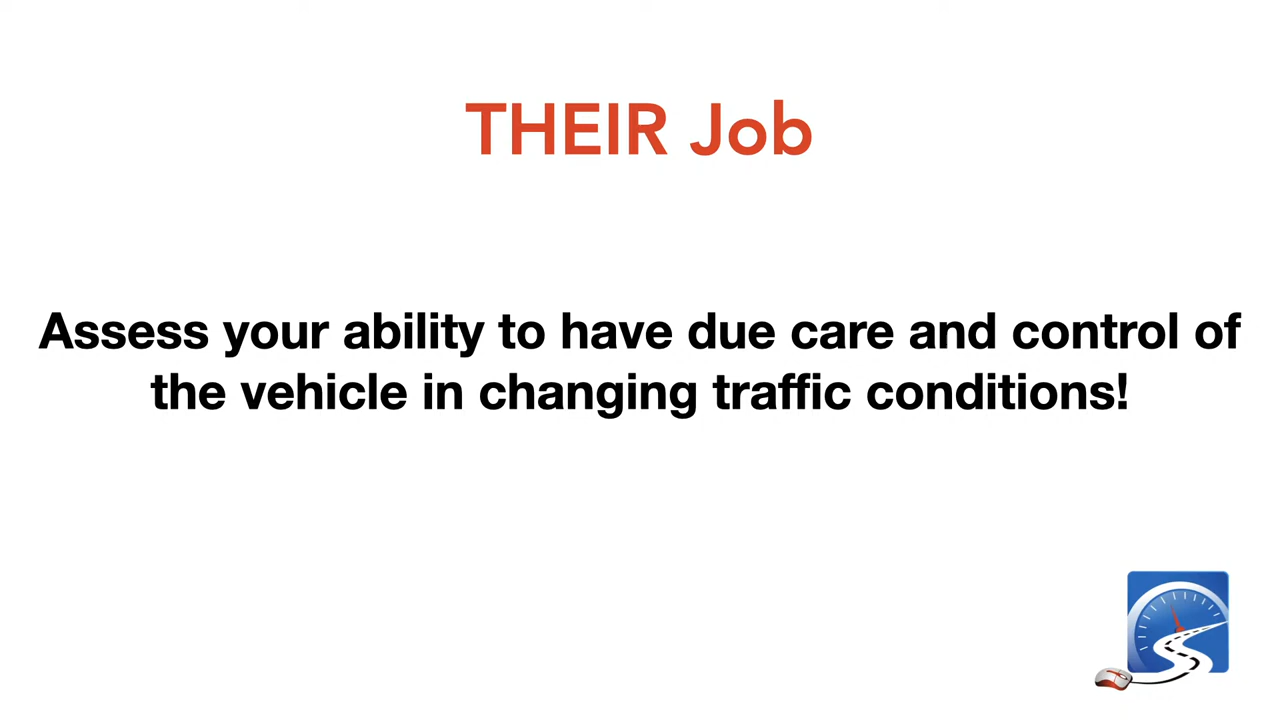 THEIR Job
Assess your ability to have due care and control of
the vehicle in changing traffic conditions!